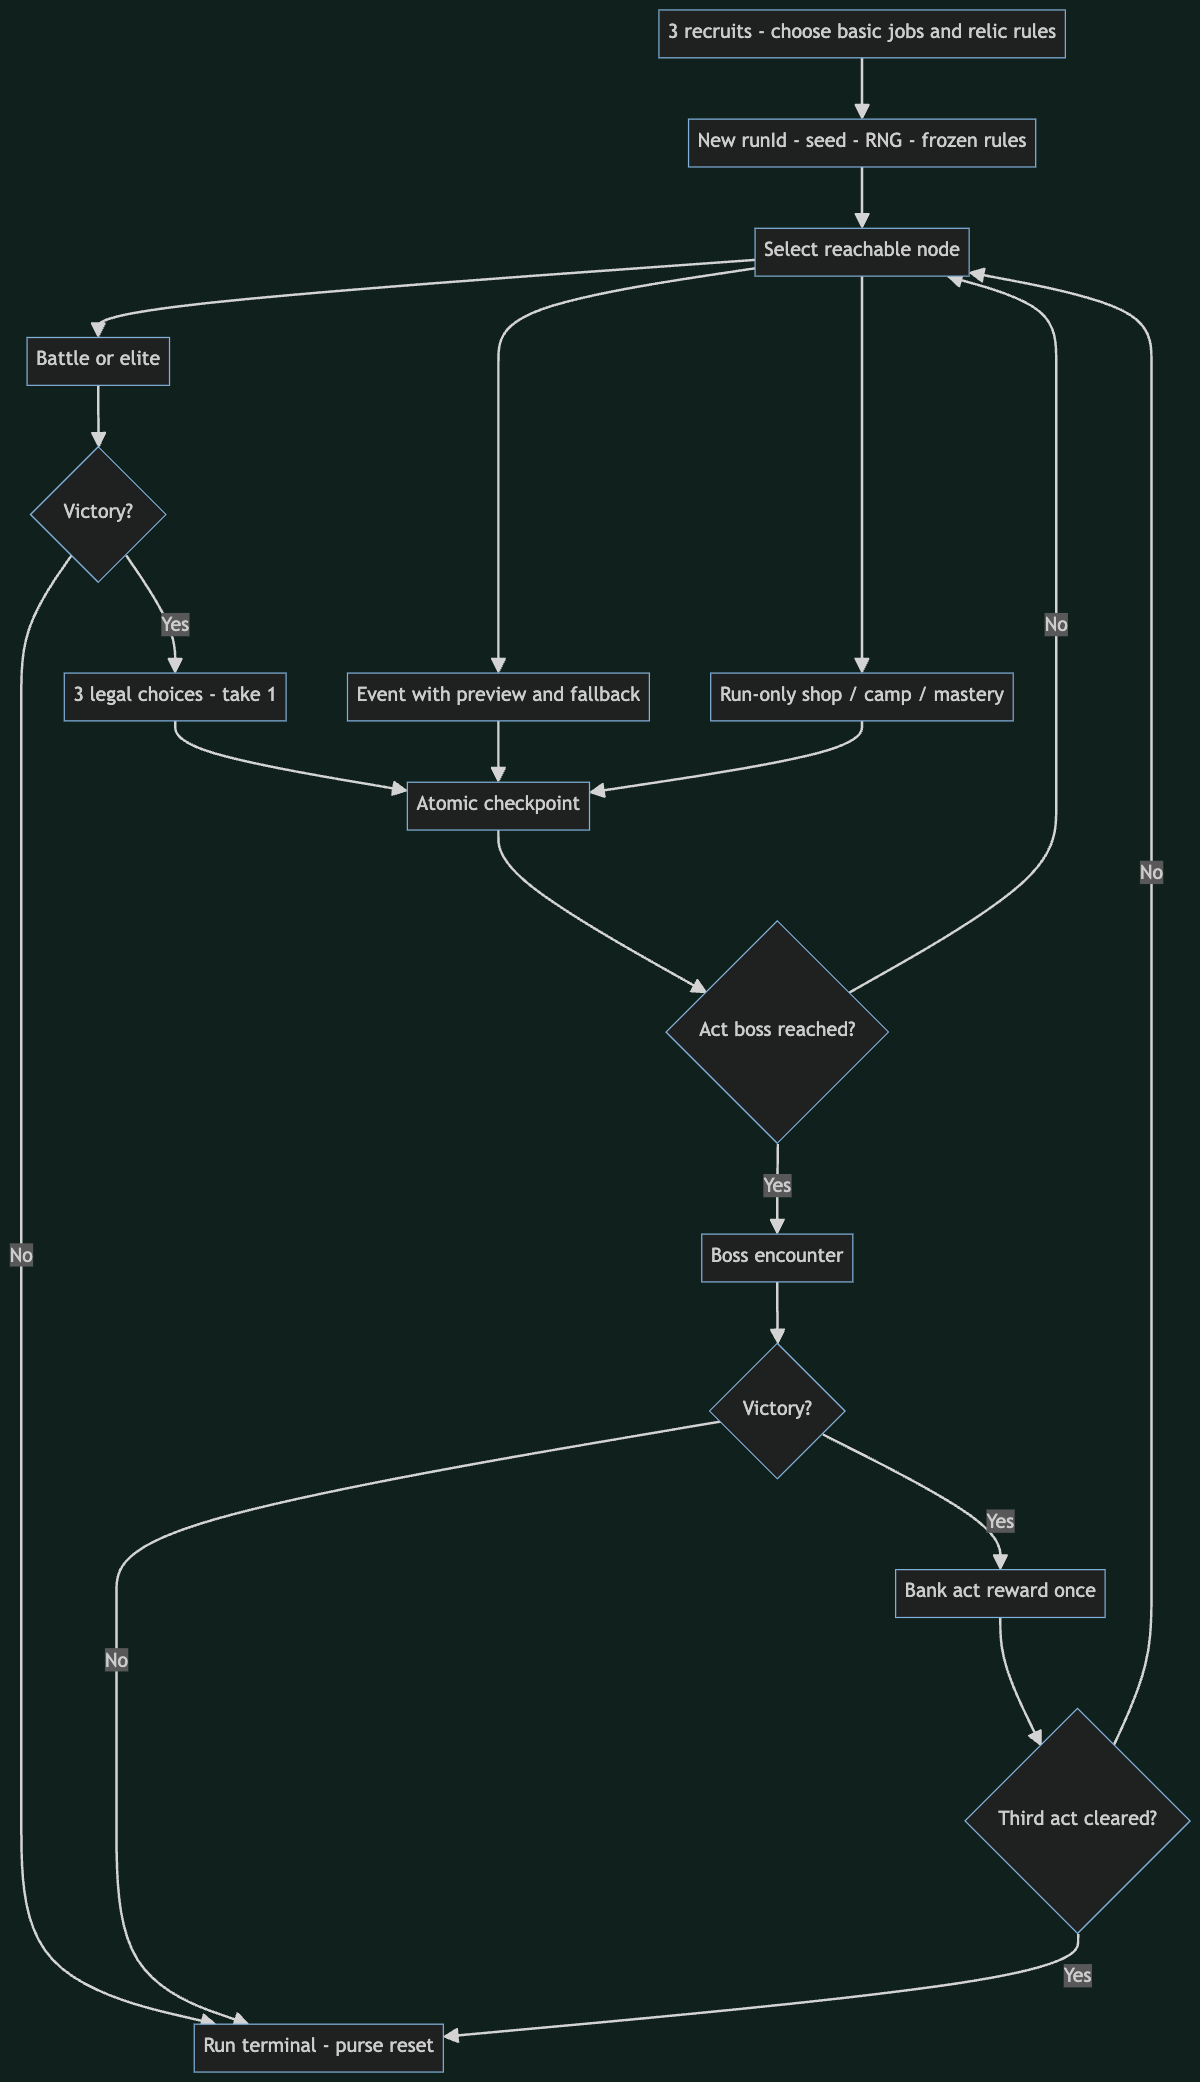 3 recruits - choose basic jobs and relic rules
New runId - seed - RNG - frozen rules
Select reachable node
Battle or elite
Victory?
Yes
No
3 legal choices - take 1
Event with preview and fallback
Run-only shop / camp / mastery
Atomic checkpoint
No
Act boss reached?
Yes
No
Boss encounter
Victory?
Yes
Bank act reward once
No
Third act cleared?
Yes
Run terminal - purse reset